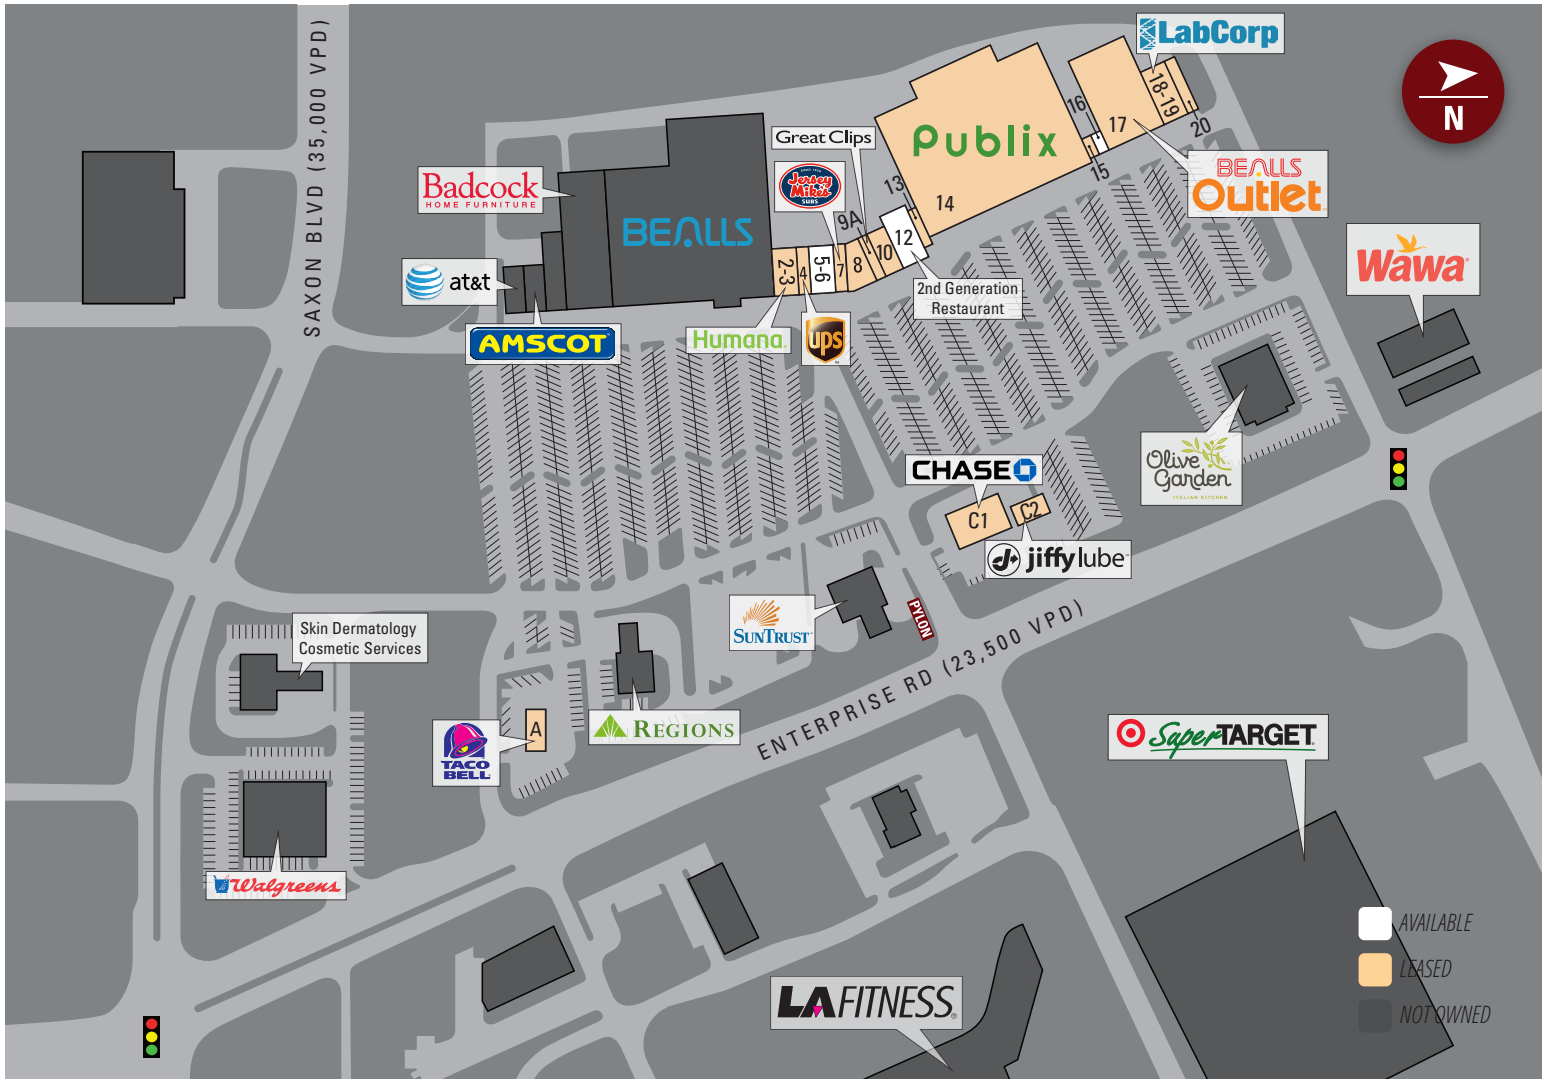 SAXON BLVD (35,000 VPD)
LabCorp
N
Great Clips
Publix
16
17
18-19
20
15
BEALLS
Outlet
Badcock
HOME FURNITURE
BEALLS
Jersey
Mike's
SUBS
9A
13
14
12
10
8
7
5-6
4
2-3
at&t
AMSCOT
Humana
ups
2nd Generation
Restaurant
Wawa
Olive
Garden
ITALIAN KITCHEN
CHASE
C1
C2
jiffy lube
SUNTRUST
PYLON
ENTERPRISE RD (23,500 VPD)
Skin Dermatology
Cosmetic Services
A
TACO
BELL
REGIONS
SuperTARGET
Walgreens
LA FITNESS
AVAILABLE
LEASED
NOT OWNED